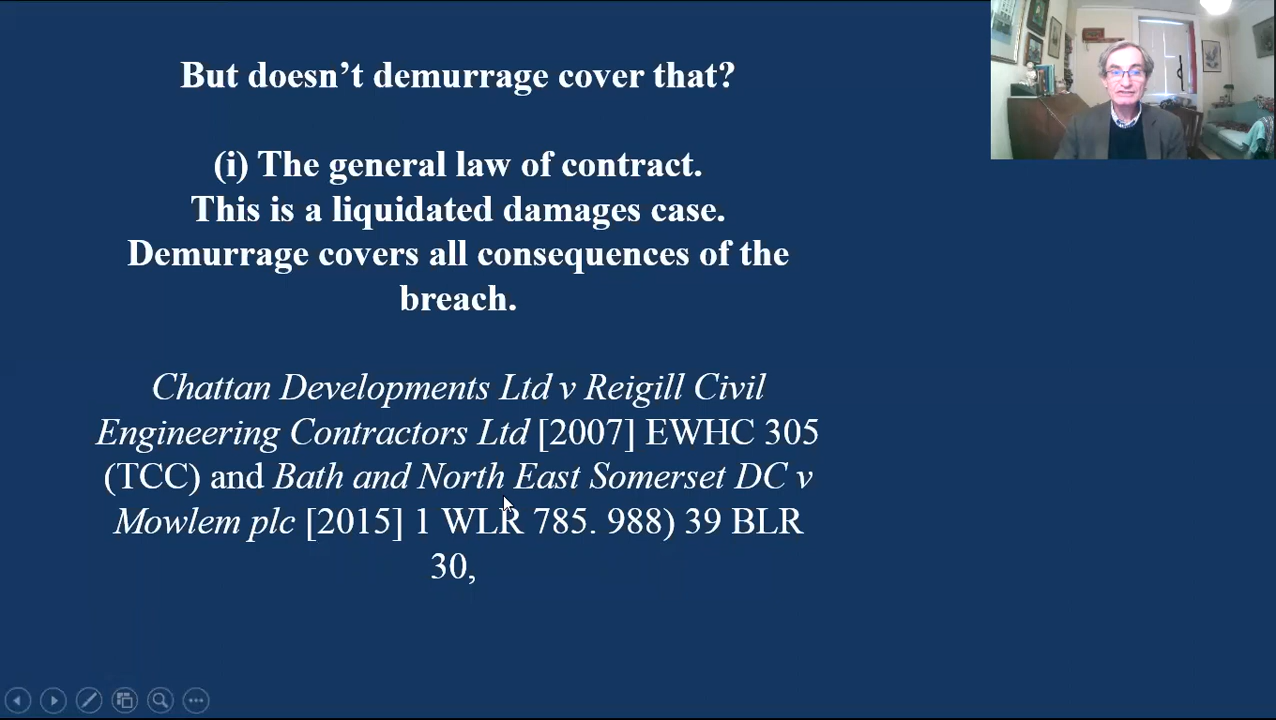 But doesn’t demurrage cover that?
(i) The general law of contract.
This is a liquidated damages case.
Demurrage covers all consequences of the
breach.
Chattan Developments Ltd v Reigill Civil
Engineering Contractors Ltd [2007] EWHC 305
(TCC) and Bath and North East Somerset DC v
Mowlem plc [2015] 1 WLR 785. 988) 39 BLR
30,